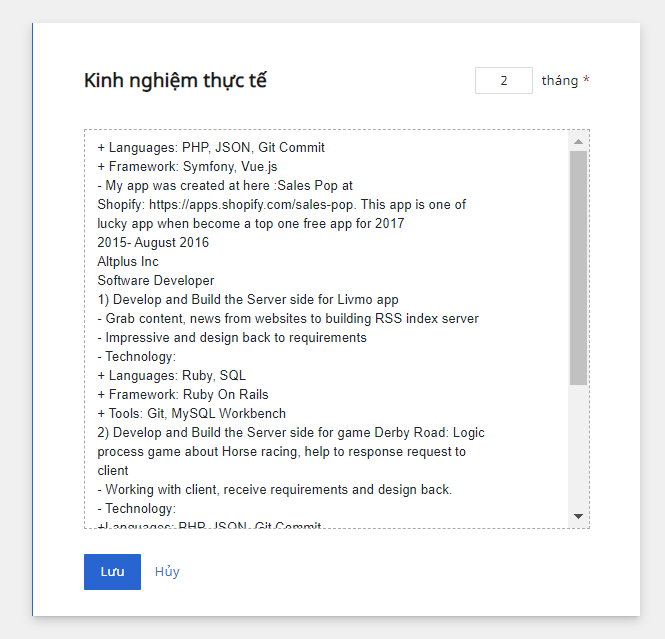 Kinh nghiệm thực tế
2 tháng *
+ Languages: PHP, JSON, Git Commit
+ Framework: Symfony, Vue.js
- My app was created at here :Sales Pop at
Shopify: https://apps.shopify.com/sales-pop. This app is one of
lucky app when become a top one free app for 2017
2015- August 2016
Altplus Inc
Software Developer
1) Develop and Build the Server side for Livmo app
- Grab content, news from websites to building RSS index server
- Impressive and design back to requirements
- Technology:
+ Languages: Ruby, SQL
+ Framework: Ruby On Rails
+ Tools: Git, MySQL Workbench
2) Develop and Build the Server side for game Derby Road: Logic
process game about Horse racing, help to response request to
client
- Working with client, receive requirements and design back.
- Technology:
+Languages: PHP, JSON, Git Commit
Lưu
Hủy